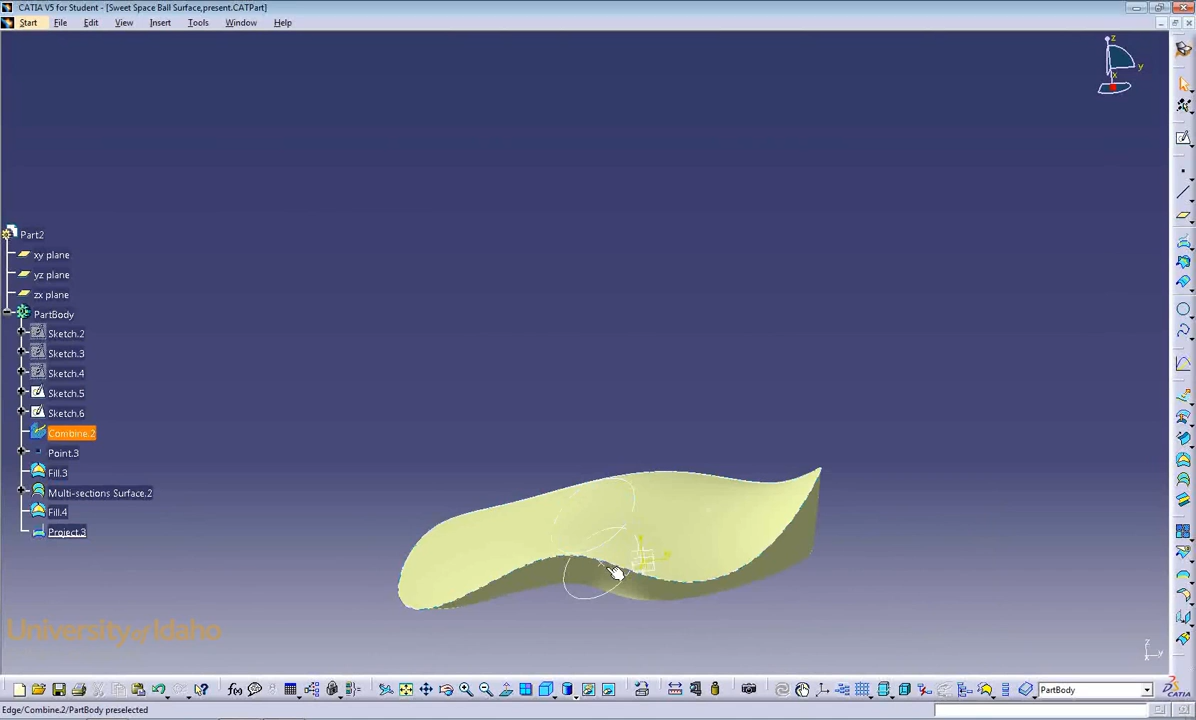 CATIA V5 for Student - [Sweet Space Ball Surface,present.CATPart]
Start File Edit View Insert Tools Window Help
z
y
x
Part2
xy plane
yz plane
zx plane
PartBody
Sketch.2
Sketch.3
Sketch.4
Sketch.5
Sketch.6
Combine.2
Point.3
Fill.3
Multi-sections Surface.2
Fill.4
Project.3
University of Idaho
z
x y
f(x)
PartBody
CATIA
Edge/Combine.2/PartBody preselected